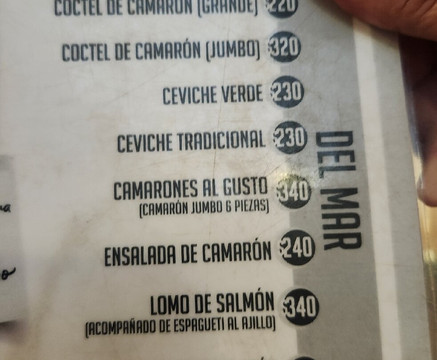 COCTEL DE CAMARÓN (GRANDE) $220
COCTEL DE CAMARÓN (JUMBO) $320
CEVICHE VERDE $230
CEVICHE TRADICIONAL $230
CAMARONES AL GUSTO $340
(CAMARÓN JUMBO 6 PIEZAS)
ENSALADA DE CAMARÓN $240
LOMO DE SALMÓN $340
(ACOMPAÑADO DE ESPAGUETI AL AJILLO)
DEL MAR